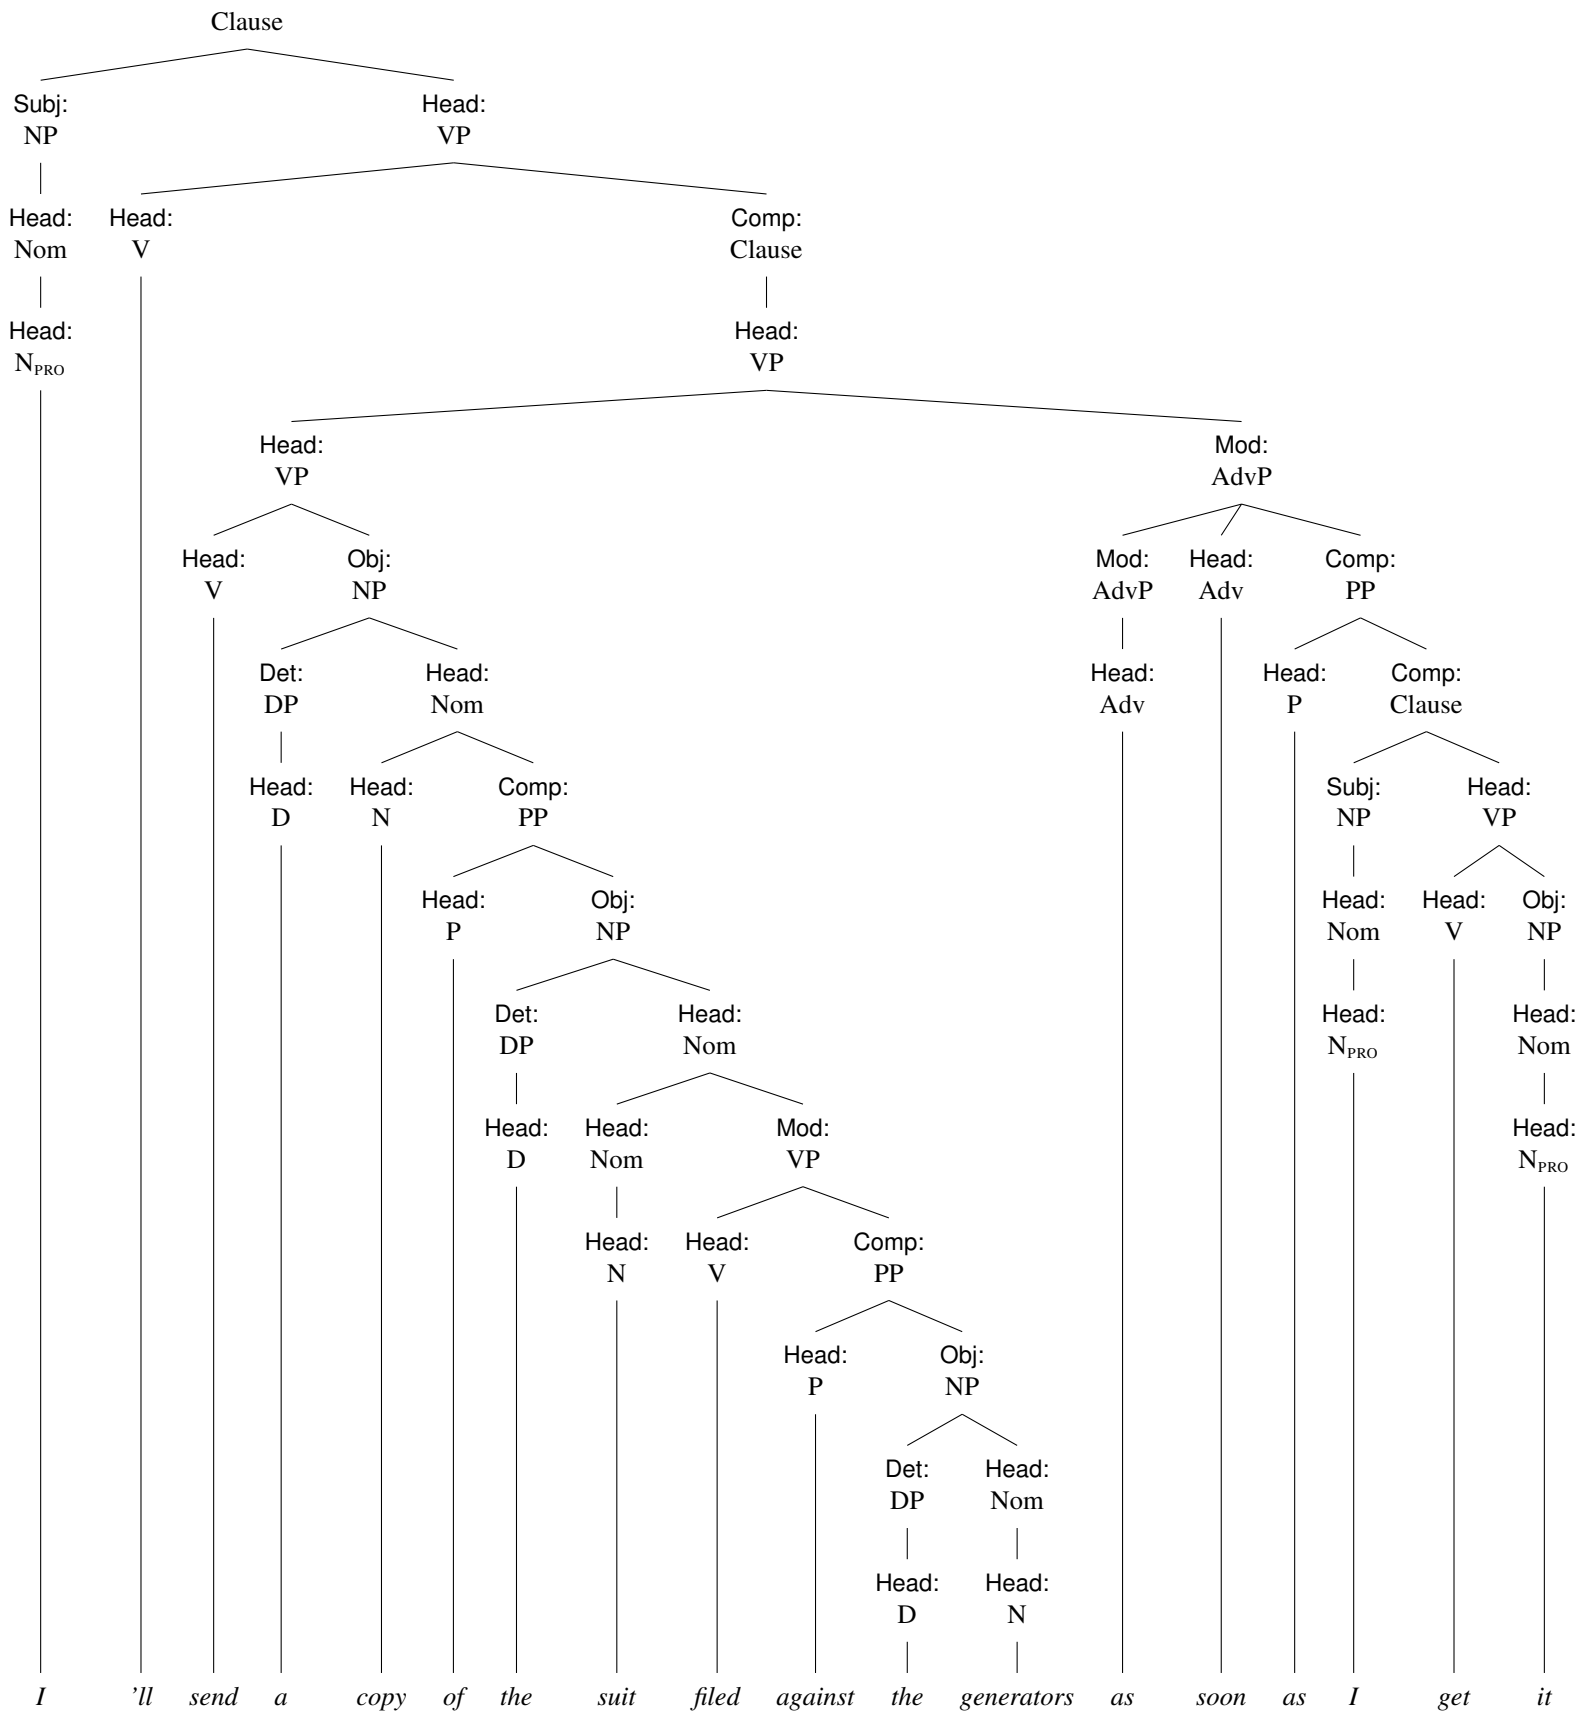 Clause
Subj: Head:
NP VP
Head: Head: Comp:
Nom V Clause
Head: Head:
NPRO VP
Head: Mod:
VP AdvP
Head: Obj: Mod: Head: Comp:
V NP AdvP Adv PP
Det: Head: Head: Head: Comp:
DP Nom Adv P Clause
Head: Head: Comp: Subj: Head:
D N PP NP VP
Head: Obj: Head: Head: Obj:
P NP Nom V NP
Det: Head: Head: Head:
DP Nom NPRO Nom
Head: Head: Mod: Head:
D Nom VP NPRO
Head: Head: Comp:
N V PP
Head: Obj:
P NP
Det: Head:
DP Nom
Head: Head:
D N
I 'll send a copy of the suit filed against the generators as soon as I get it